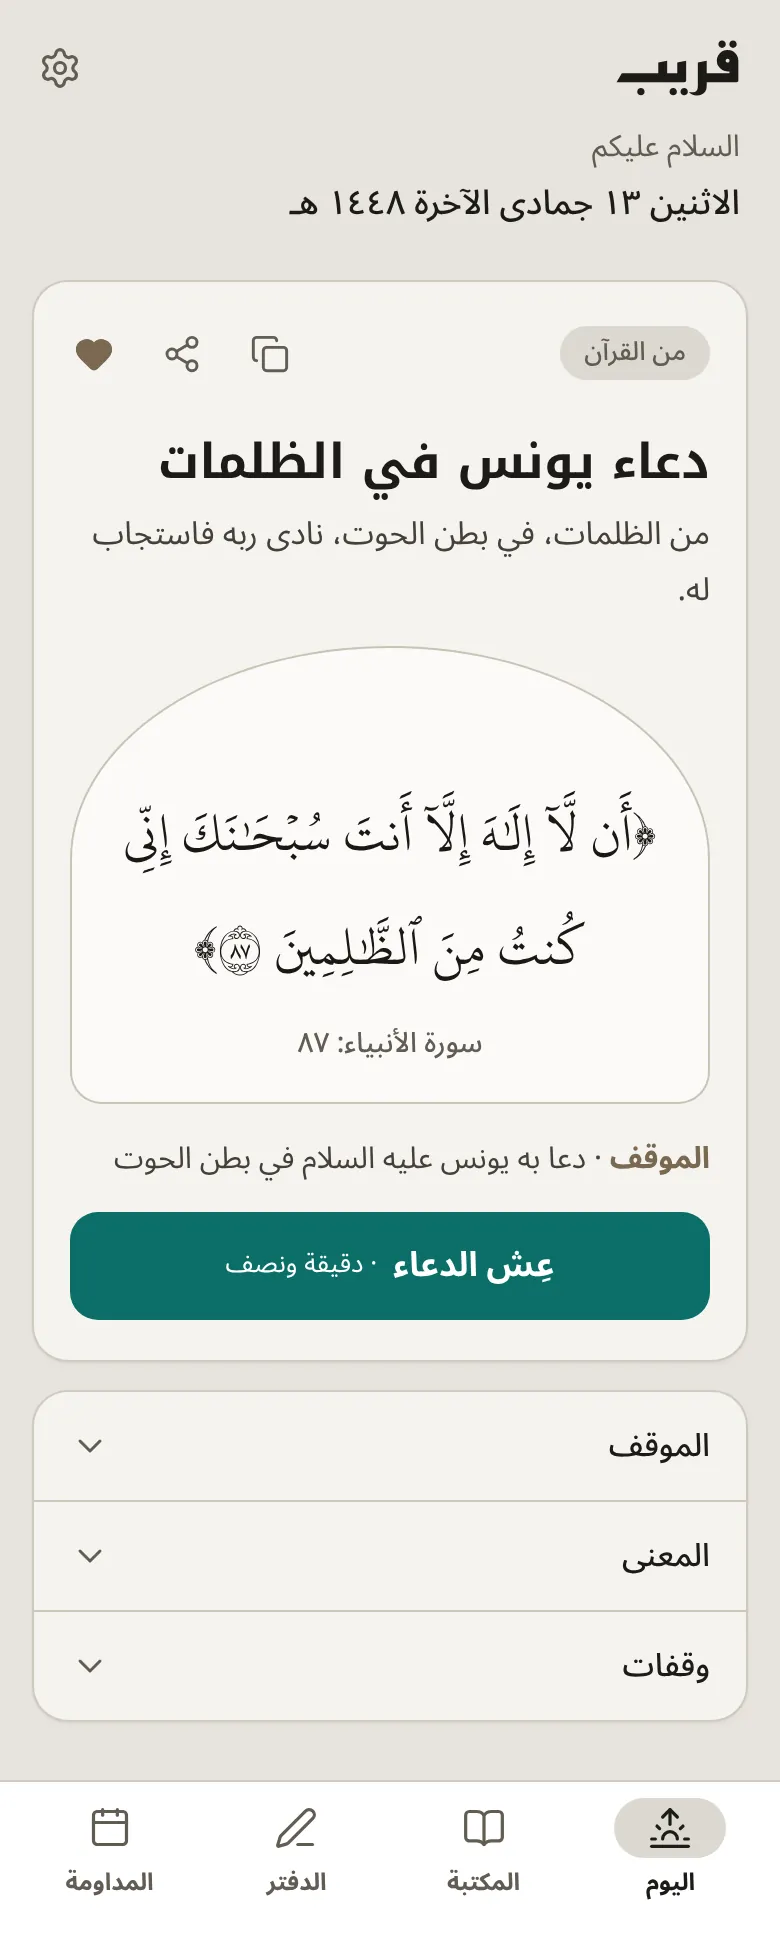 قريب
السلام عليكم
الاثنين ١٣ جمادى الآخرة ١٤٤٨ هـ
من القرآن
دعاء يونس في الظلمات
من الظلمات، في بطن الحوت، نادى ربه فاستجاب
له.
﴿أَن لَّآ إِلَـٰهَ إِلَّآ أَنتَ سُبْحَـٰنَكَ إِنِّى
كُنتُ مِنَ ٱلظَّـٰلِمِينَ ٨٧﴾
سورة الأنبياء: ٨٧
الموقف · دعا به يونس عليه السلام في بطن الحوت
عِش الدعاء · دقيقة ونصف
الموقف
المعنى
وقفات
اليوم
المكتبة
الدفتر
المداومة